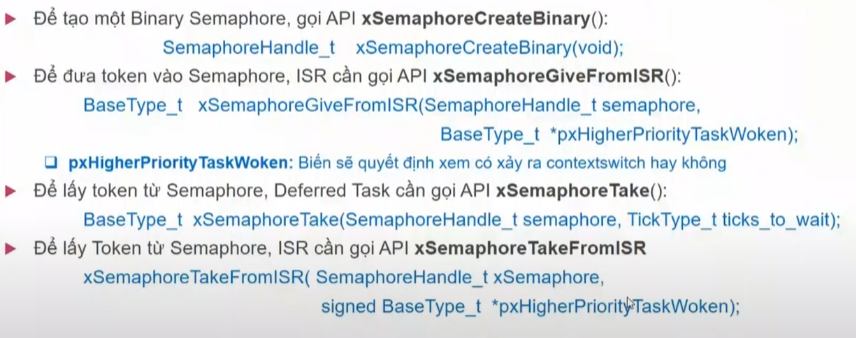 Để tạo một Binary Semaphore, gọi API xSemaphoreCreateBinary():
SemaphoreHandle_t xSemaphoreCreateBinary(void);
Để đưa token vào Semaphore, ISR cần gọi API xSemaphoreGiveFromISR():
BaseType_t xSemaphoreGiveFromISR(SemaphoreHandle_t semaphore,
BaseType_t *pxHigherPriorityTaskWoken);
pxHigherPriorityTaskWoken: Biến sẽ quyết định xem có xảy ra contextswitch hay không
Để lấy token từ Semaphore, Deferred Task cần gọi API xSemaphoreTake():
BaseType_t xSemaphoreTake(SemaphoreHandle_t semaphore, TickType_t ticks_to_wait);
Để lấy Token từ Semaphore, ISR cần gọi API xSemaphoreTakeFromISR
xSemaphoreTakeFromISR( SemaphoreHandle_t xSemaphore,
signed BaseType_t *pxHigherPriorityTaskWoken);